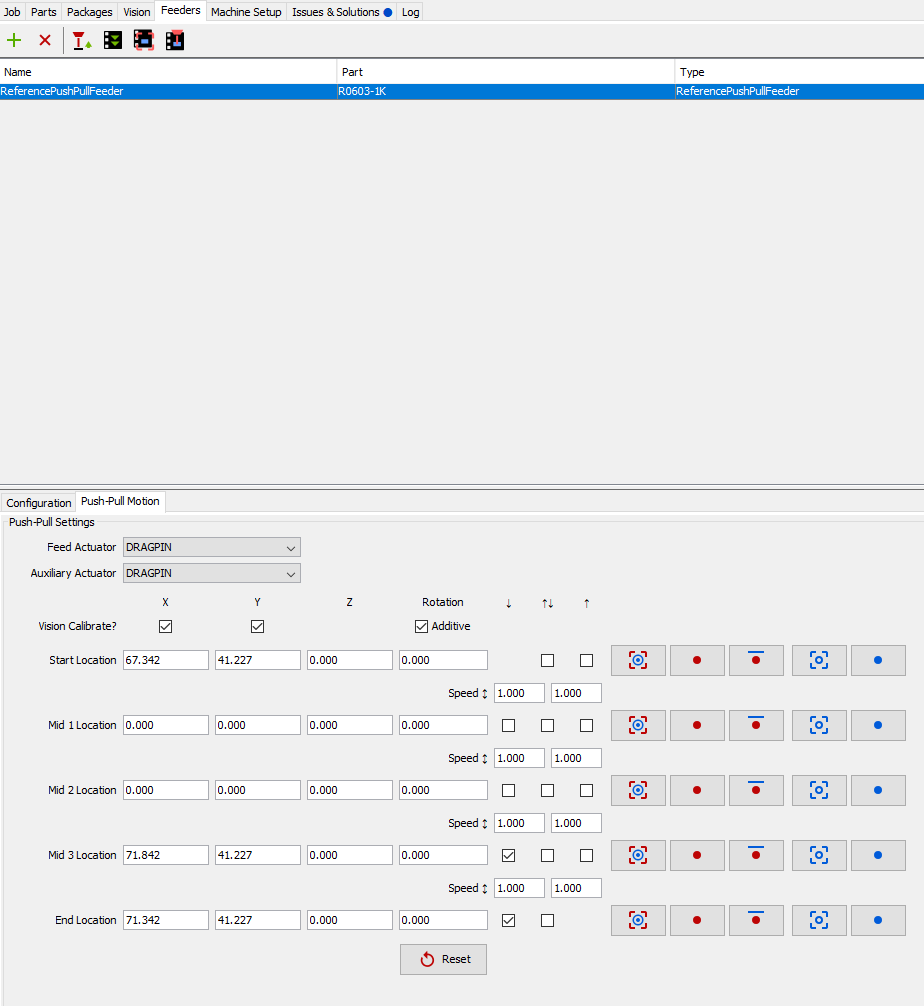 Job Parts Packages Vision Feeders Machine Setup Issues & Solutions Log
Name Part Type
ReferencePushPullFeeder R0603-1K ReferencePushPullFeeder
Configuration Push-Pull Motion
Push-Pull Settings
Feed Actuator DRAGPIN
Auxiliary Actuator DRAGPIN
X Y Z Rotation ↓ ↑↓ ↑
Vision Calibrate? Additive
Start Location 67.342 41.227 0.000 0.000
Speed ↕ 1.000 1.000
Mid 1 Location 0.000 0.000 0.000 0.000
Speed ↕ 1.000 1.000
Mid 2 Location 0.000 0.000 0.000 0.000
Speed ↕ 1.000 1.000
Mid 3 Location 71.842 41.227 0.000 0.000
Speed ↕ 1.000 1.000
End Location 71.342 41.227 0.000 0.000
Reset